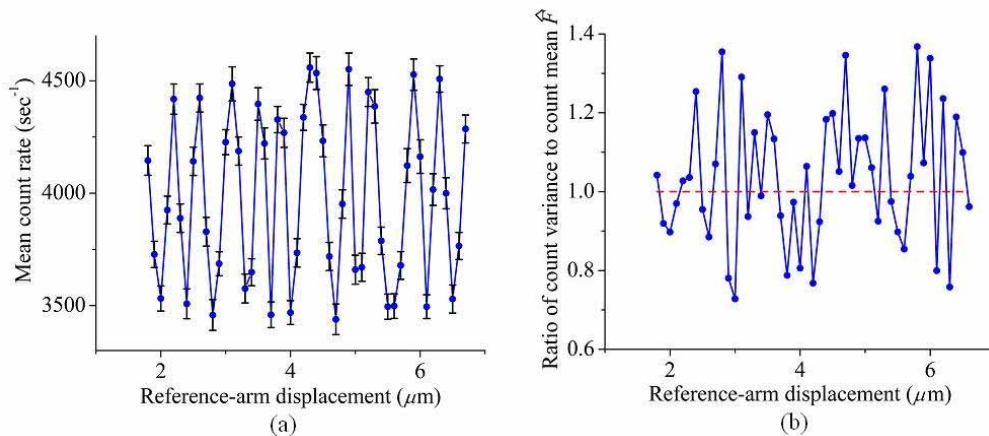 Mean count rate (sec⁻¹)
4500
4000
3500
2
4
6
Reference-arm displacement (μm)
(a)
Ratio of count variance to count mean F̂
1.4
1.2
1.0
0.8
0.6
2
4
6
Reference-arm displacement (μm)
(b)